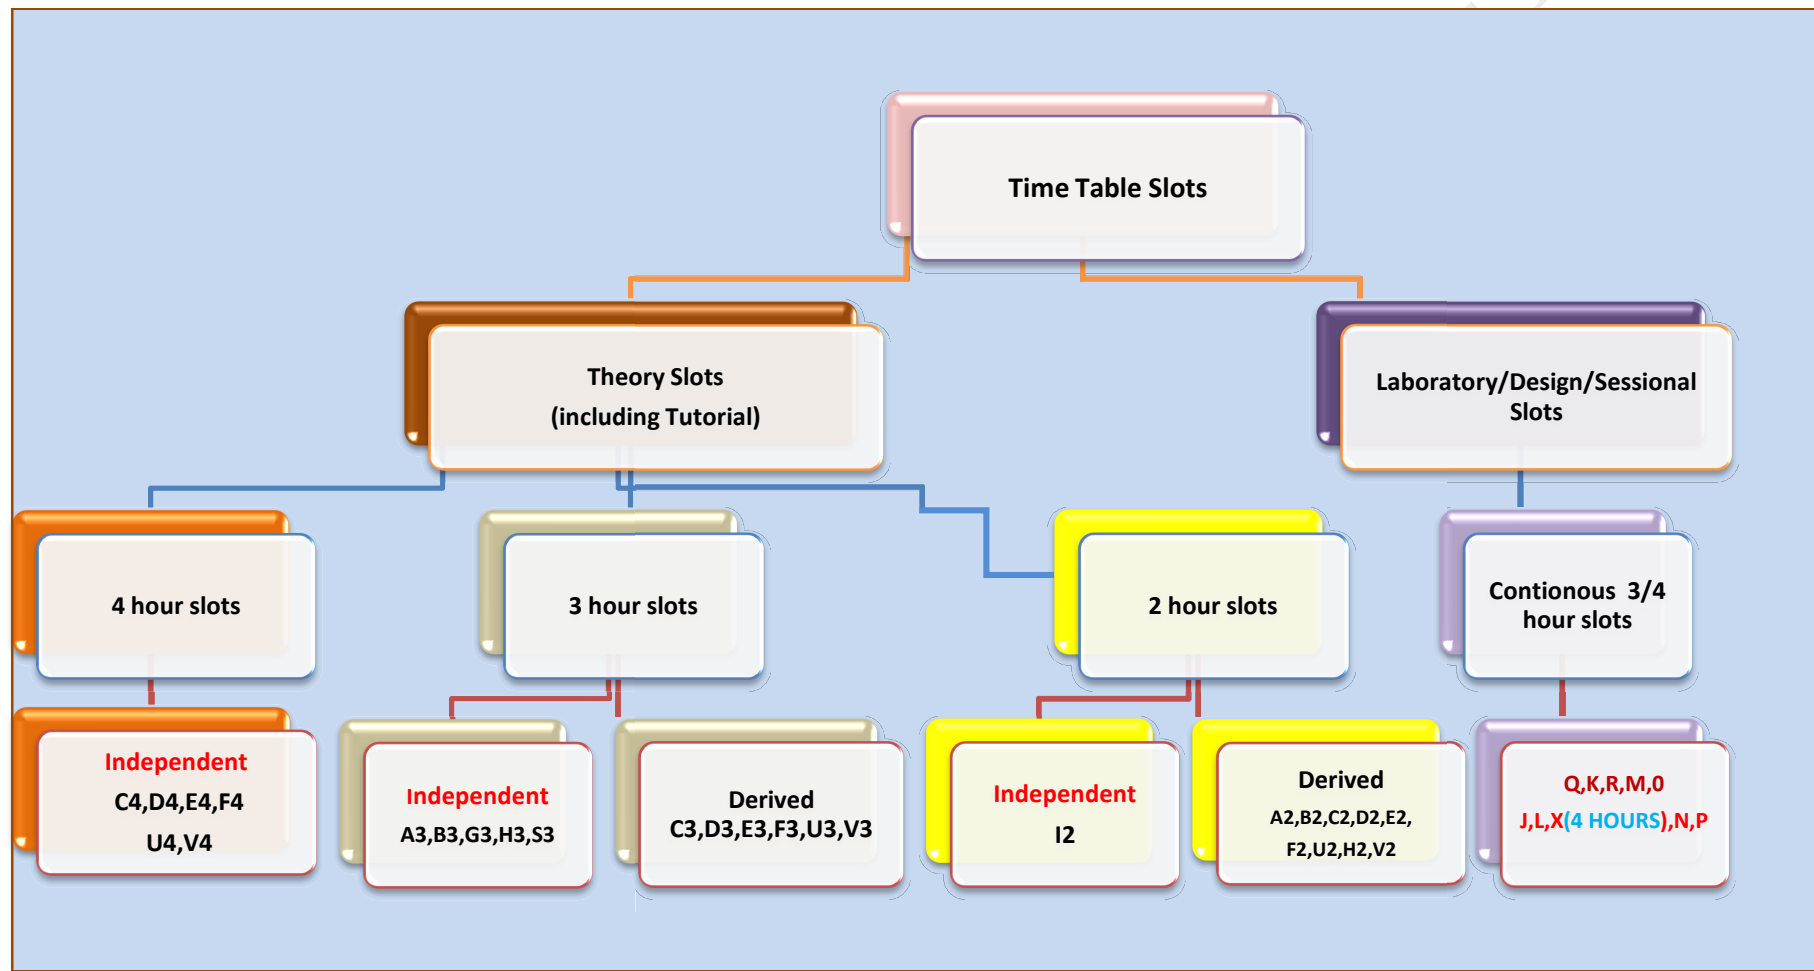 Time Table Slots
Theory Slots
(including Tutorial)
Laboratory/Design/Sessional
Slots
4 hour slots
3 hour slots
2 hour slots
Contionous  3/4
hour slots
Independent
C4,D4,E4,F4
U4,V4
Independent
A3,B3,G3,H3,S3
Derived
C3,D3,E3,F3,U3,V3
Independent
I2
Derived
A2,B2,C2,D2,E2,
F2,U2,H2,V2
Q,K,R,M,0
J,L,X(4 HOURS),N,P